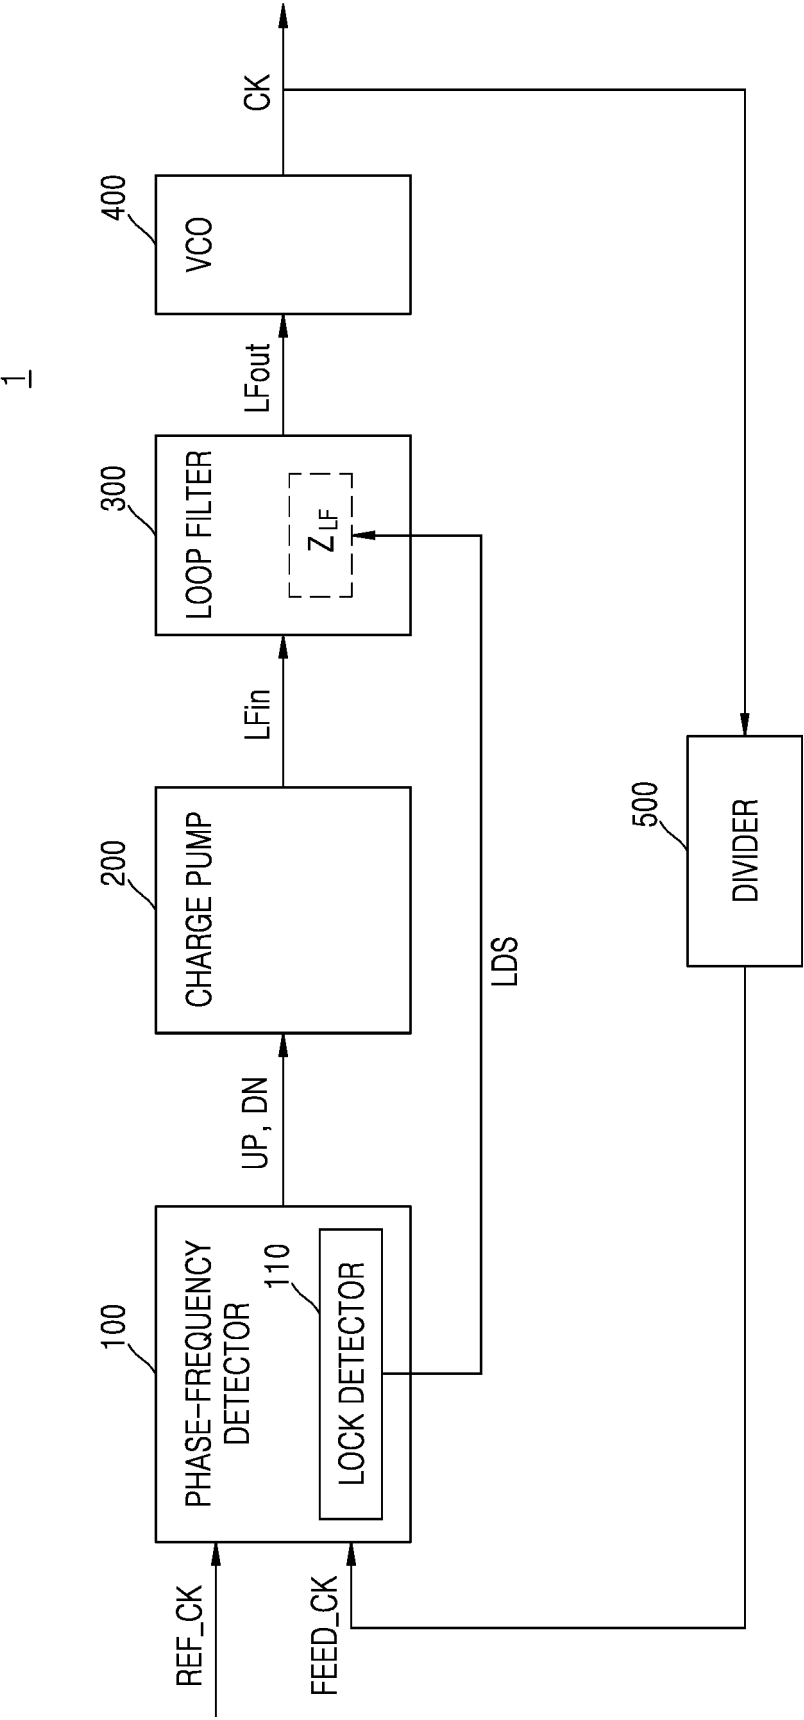 1
100
PHASE-FREQUENCY
DETECTOR
110
LOCK DETECTOR
REF_CK
FEED_CK
UP, DN
200
CHARGE PUMP
LFin
300
LOOP FILTER
ZLF
LFout
400
VCO
CK
LDS
500
DIVIDER